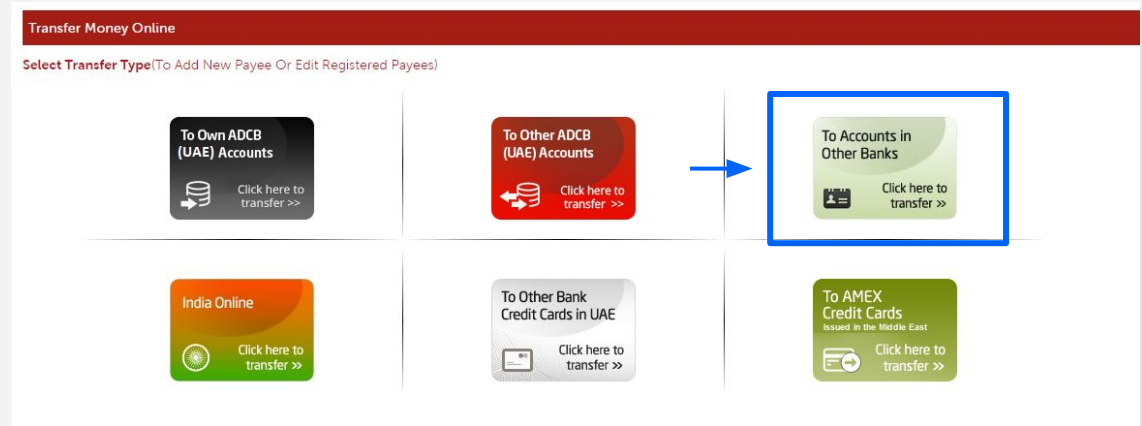 Transfer Money Online
Select Transfer Type(To Add New Payee Or Edit Registered Payees)
To Own ADCB
(UAE) Accounts
Click here to
transfer >>
To Other ADCB
(UAE) Accounts
Click here to
transfer >>
To Accounts in
Other Banks
Click here to
transfer »
India Online
Click here to
transfer »
To Other Bank
Credit Cards in UAE
Click here to
transfer »
To AMEX
Credit Cards
Issued in the Middle East
Click here to
transfer »